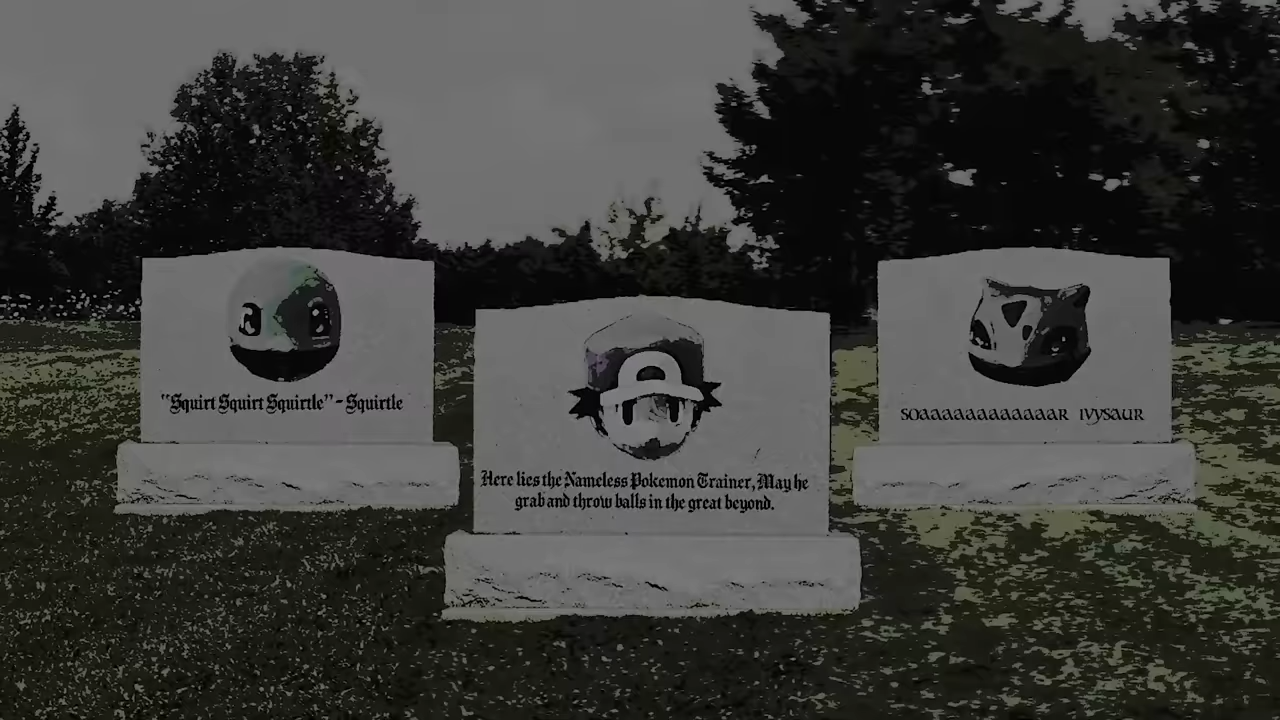 "Squirt Squirt Squirtle" - Squirtle
Here lies the Nameless Pokemon Trainer, May he
grab and throw balls in the great beyond.
soaaaaaaaaaaaaar ivysaur